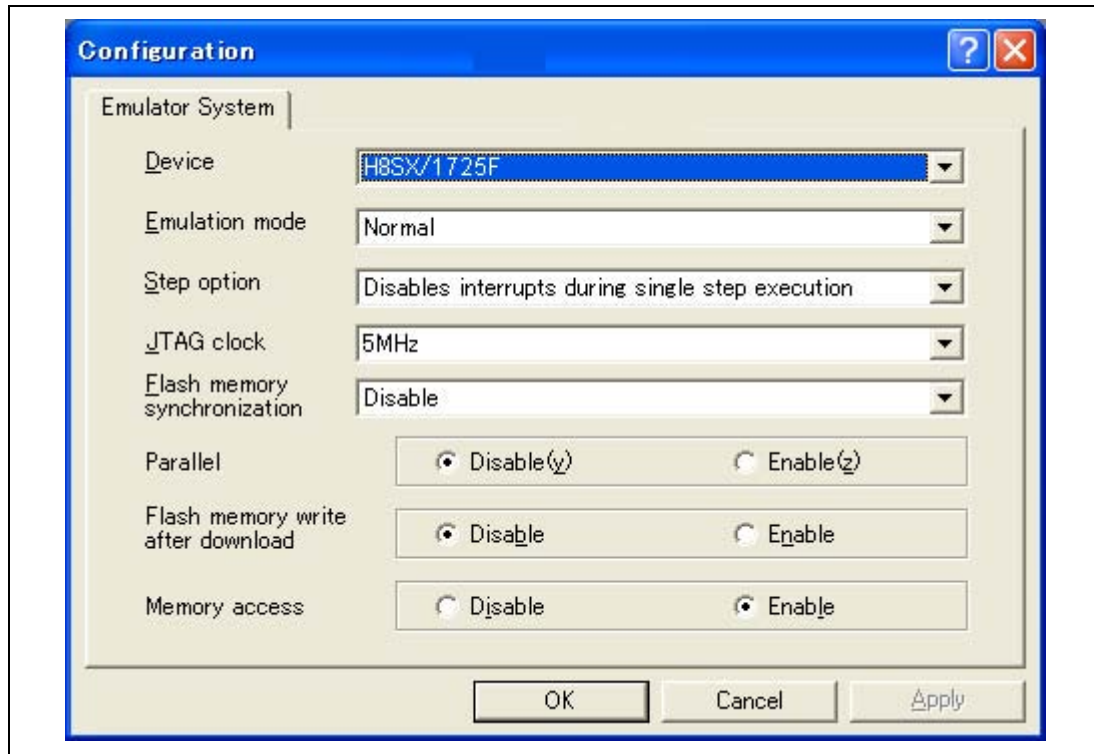 Configuration
Emulator System
Device
H8SX/1725F
Emulation mode
Normal
Step option
Disables interrupts during single step execution
JTAG clock
5MHz
Flash memory
synchronization
Disable
Parallel
Disable(y)
Enable(z)
Flash memory write
after download
Disable
Enable
Memory access
Disable
Enable
OK
Cancel
Apply